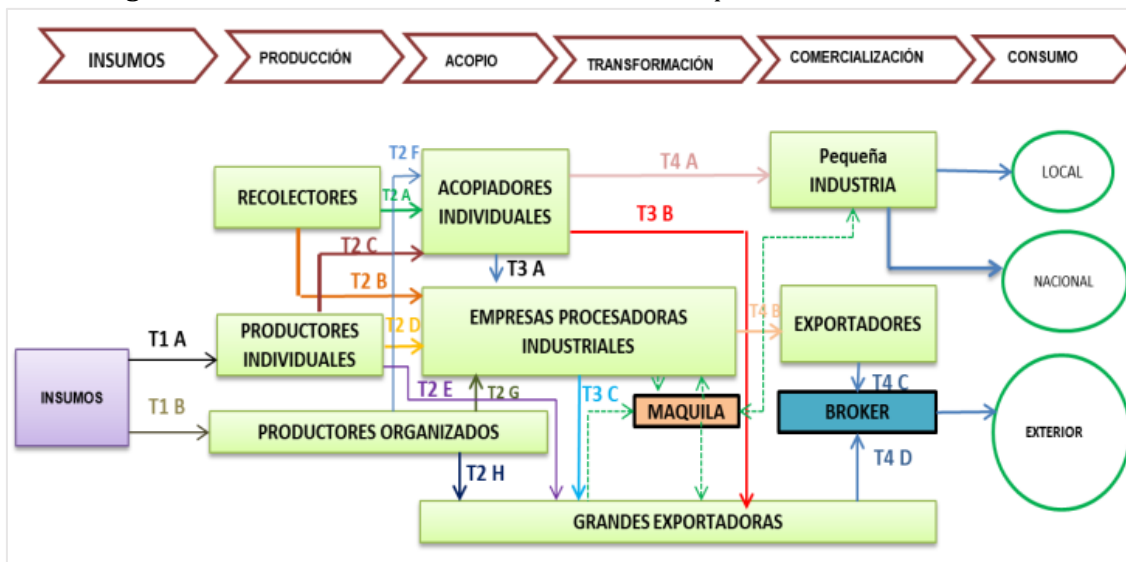 INSUMOS
PRODUCCIÓN
ACOPIO
TRANSFORMACIÓN
COMERCIALIZACIÓN
CONSUMO
T2 F
RECOLECTORES
T2 A
ACOPIADORES
INDIVIDUALES
T4 A
Pequeña
INDUSTRIA
LOCAL
T3 B
T2 C
T3 A
T2 B
NACIONAL
T1 A
PRODUCTORES
INDIVIDUALES
T2 D
EMPRESAS PROCESADORAS
INDUSTRIALES
T4 B
EXPORTADORES
INSUMOS
T2 E
T2 G
T3 C
T4 C
T1 B
MAQUILA
BROKER
PRODUCTORES ORGANIZADOS
EXTERIOR
T2 H
T4 D
GRANDES EXPORTADORAS